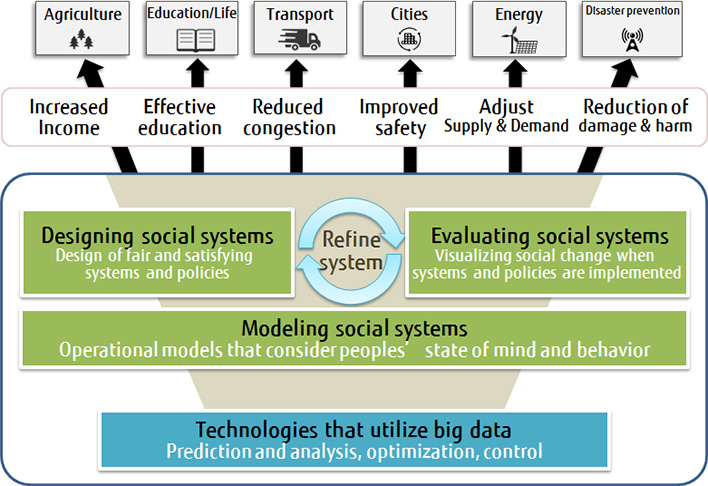 Agriculture
Education/Life
Transport
Cities
Energy
Disaster prevention
Increased
Income
Effective
education
Reduced
congestion
Improved
safety
Adjust
Supply & Demand
Reduction of
damage & harm
Designing social systems
Design of fair and satisfying
systems and policies
Refine
system
Evaluating social systems
Visualizing social change when
systems and policies are implemented
Modeling social systems
Operational models that consider peoples' state of mind and behavior
Technologies that utilize big data
Prediction and analysis, optimization, control